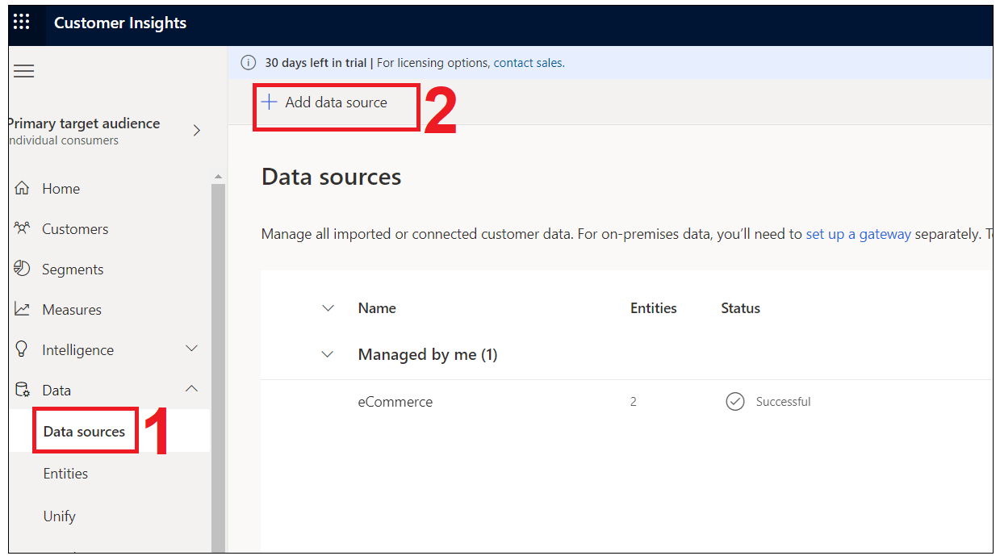 Customer Insights
30 days left in trial | For licensing options, contact sales.
Add data source
2
Primary target audience
ndividual consumers
Home
Customers
Segments
Measures
Intelligence
Data
Data sources
1
Entities
Unify
Data sources
Manage all imported or connected customer data. For on-premises data, you’ll need to set up a gateway separately.
Name Entities Status
Managed by me (1)
eCommerce 2 Successful